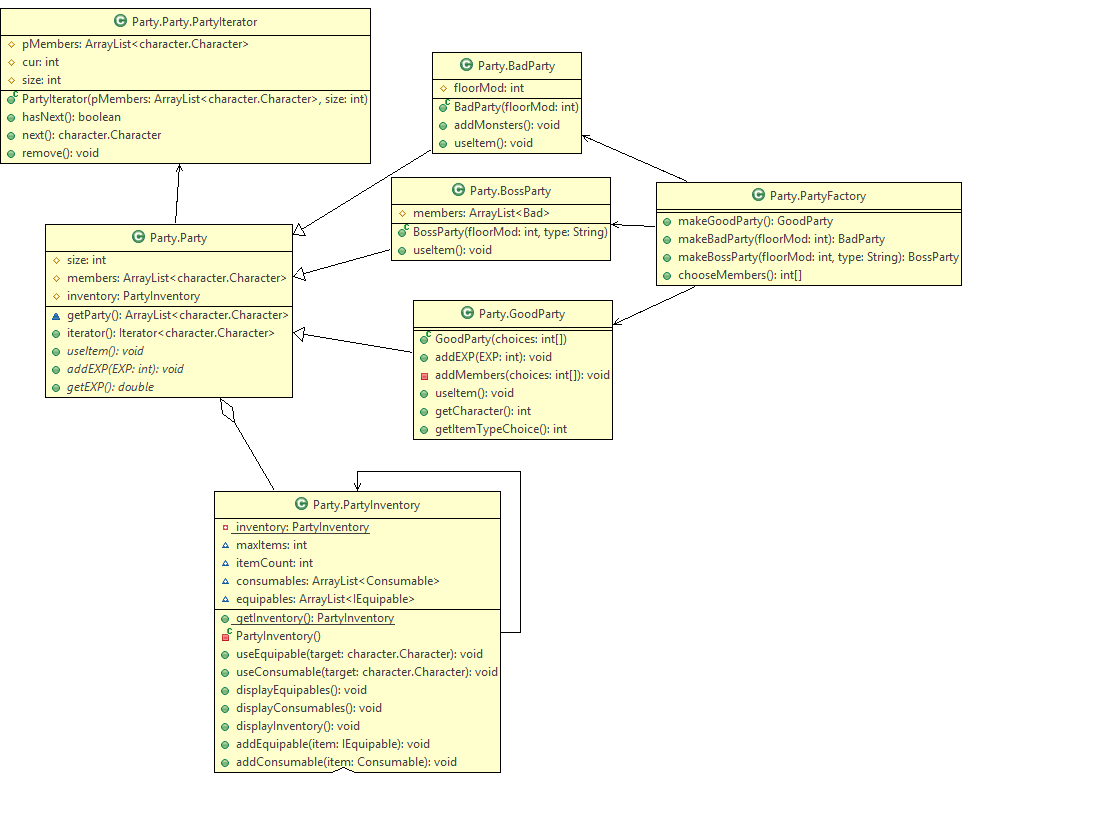 Party.Party.PartyIterator
pMembers: ArrayList<character.Character>
cur: int
size: int
PartyIterator(pMembers: ArrayList<character.Character>, size: int)
hasNext(): boolean
next(): character.Character
remove(): void
Party.BadParty
floorMod: int
BadParty(floorMod: int)
addMonsters(): void
useItem(): void
Party.BossParty
members: ArrayList<Bad>
BossParty(floorMod: int, type: String)
useItem(): void
Party.PartyFactory
makeGoodParty(): GoodParty
makeBadParty(floorMod: int): BadParty
makeBossParty(floorMod: int, type: String): BossParty
chooseMembers(): int[]
Party.Party
size: int
members: ArrayList<character.Character>
inventory: PartyInventory
getParty(): ArrayList<character.Character>
iterator(): Iterator<character.Character>
useItem(): void
addEXP(EXP: int): void
getEXP(): double
Party.GoodParty
GoodParty(choices: int[])
addEXP(EXP: int): void
addMembers(choices: int[]): void
useItem(): void
getCharacter(): int
getItemTypeChoice(): int
Party.PartyInventory
inventory: PartyInventory
maxItems: int
itemCount: int
consumables: ArrayList<Consumable>
equipables: ArrayList<IEquipable>
getInventory(): PartyInventory
PartyInventory()
useEquipable(target: character.Character): void
useConsumable(target: character.Character): void
displayEquipables(): void
displayConsumables(): void
displayInventory(): void
addEquipable(item: IEquipable): void
addConsumable(item: Consumable): void